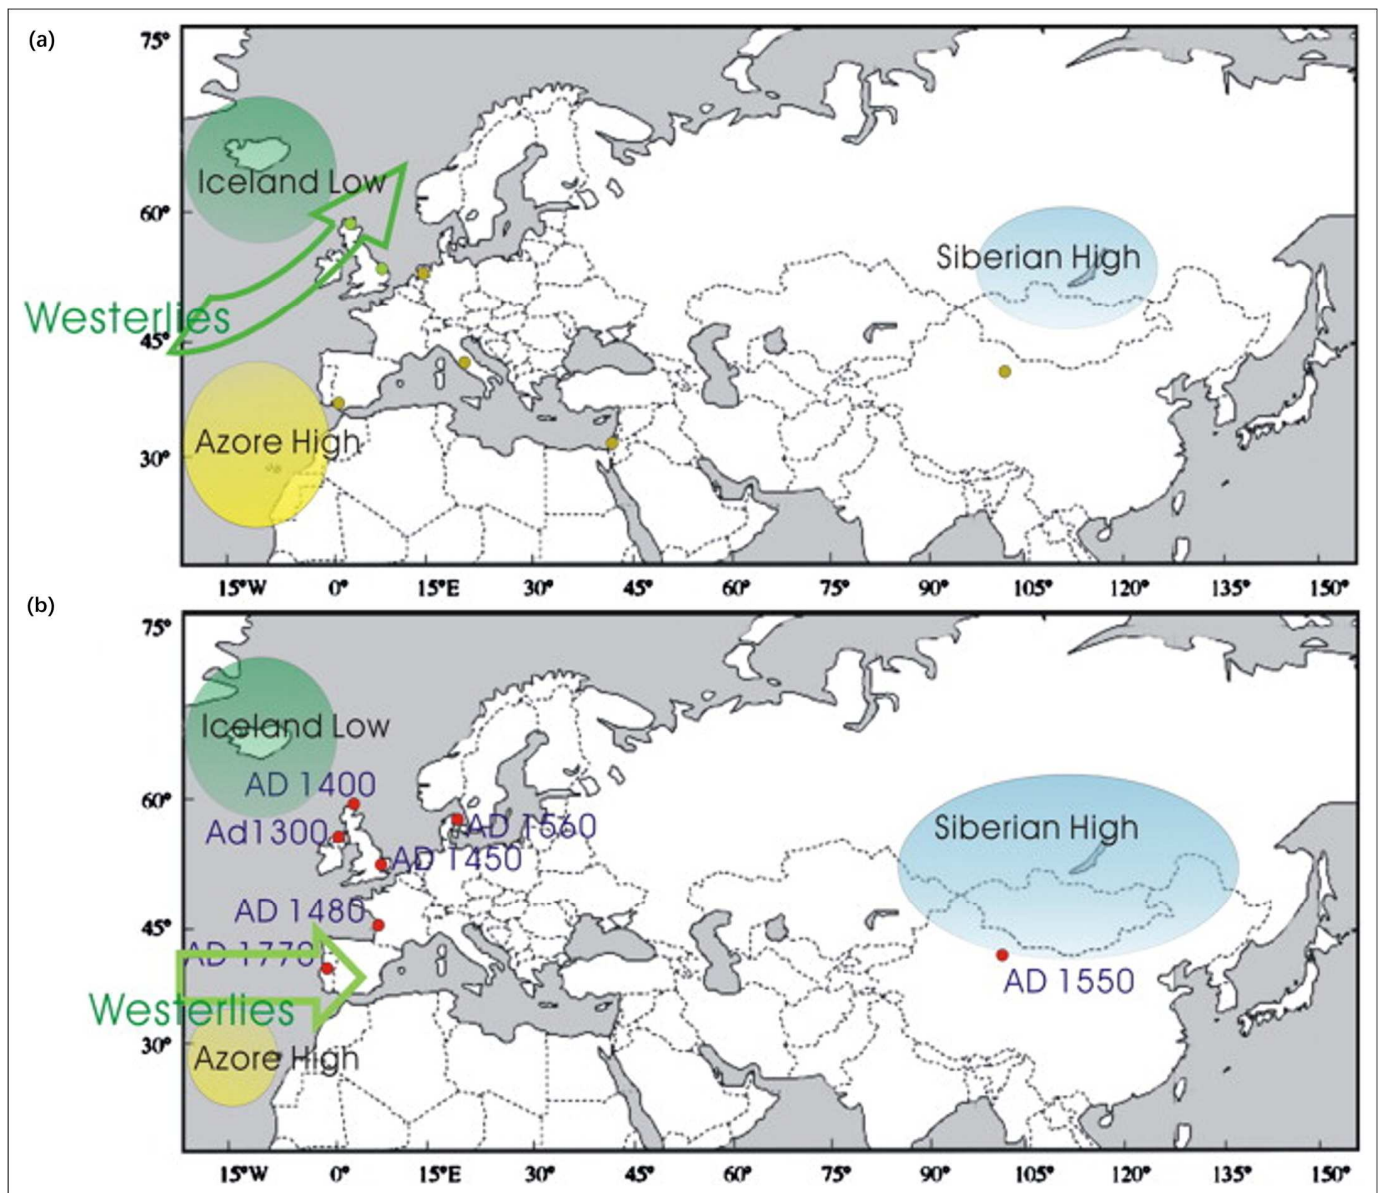 (a)
75°
Iceland Low
60°
Siberian High
Westerlies
45°
Azore High
30°
15°W 0° 15°E 30° 45° 60° 75° 90° 105° 120° 135° 150°
(b)
75°
Iceland Low
AD 1400
60°
Ad1300
AD 1560
Siberian High
AD 1450
AD 1480
45°
AD 1770
AD 1550
Westerlies
30°
Azore High
15°W 0° 15°E 30° 45° 60° 75° 90° 105° 120° 135° 150°